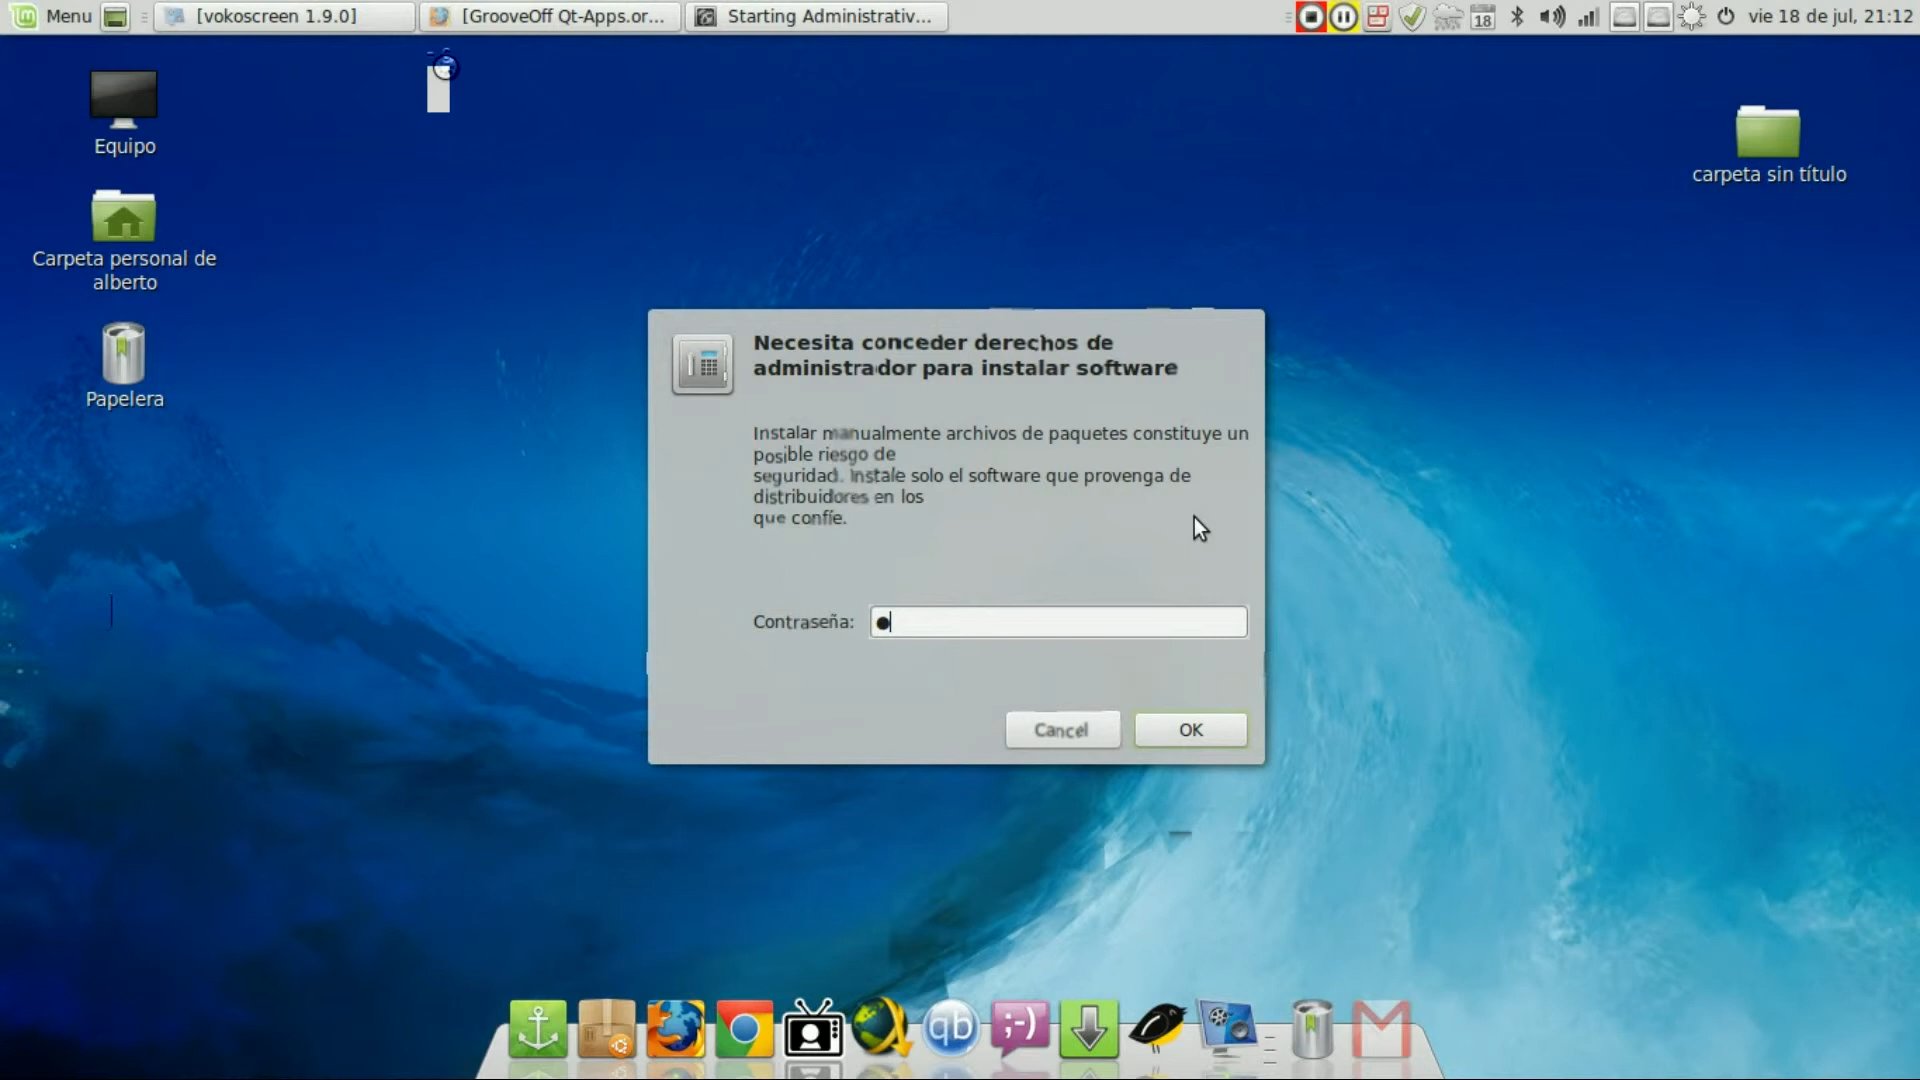 Menu
[vokoscreen 1.9.0]
[GrooveOff Qt-Apps.or...
Starting Administrativ...
18
vie 18 de jul, 21:12
Equipo
Carpeta personal de
alberto
Papelera
carpeta sin título
Necesita conceder derechos de
administrador para instalar software
Instalar manualmente archivos de paquetes constituye un
posible riesgo de
seguridad. Instale solo el software que provenga de
distribuidores en los
que confíe.
Contraseña:
Cancel
OK
qb
;-)